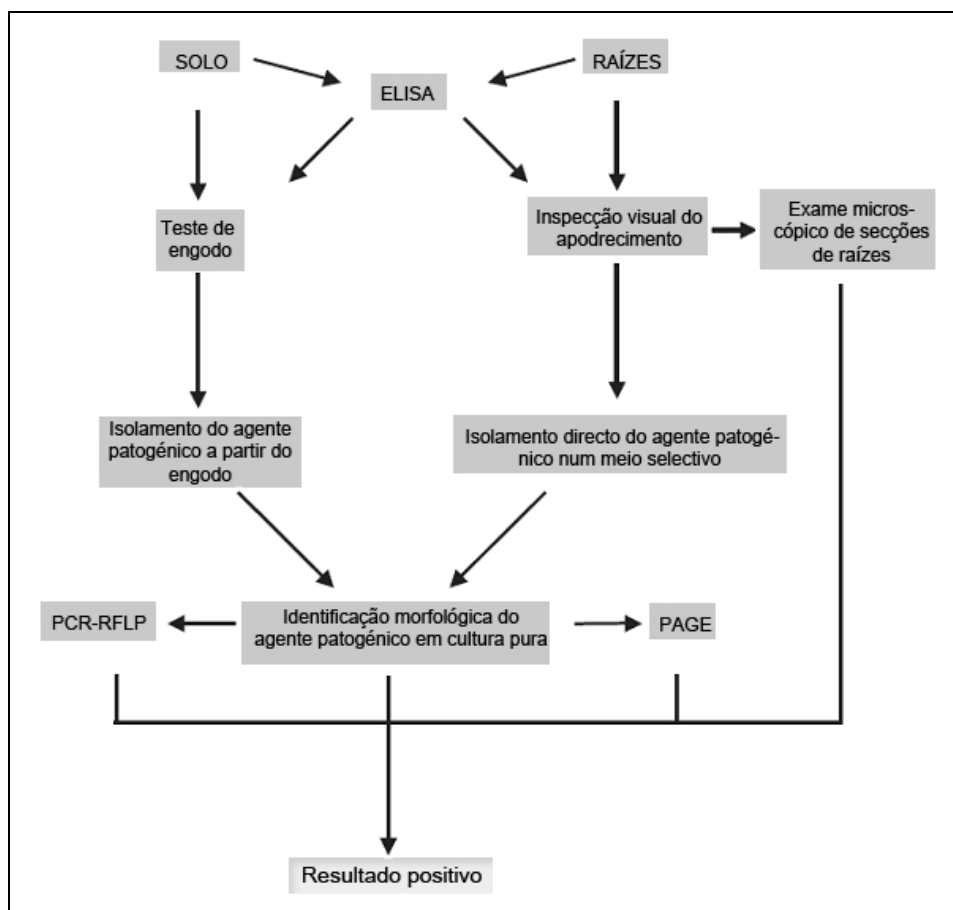 SOLO
RAÍZES
ELISA
Teste de
engodo
Inspecção visual do
apodrecimento
Exame micros-
cópico de secções
de raízes
Isolamento do agente
patogénico a partir do
engodo
Isolamento directo do agente patogé-
nico num meio selectivo
PCR-RFLP
Identificação morfológica do
agente patogénico em cultura pura
PAGE
Resultado positivo